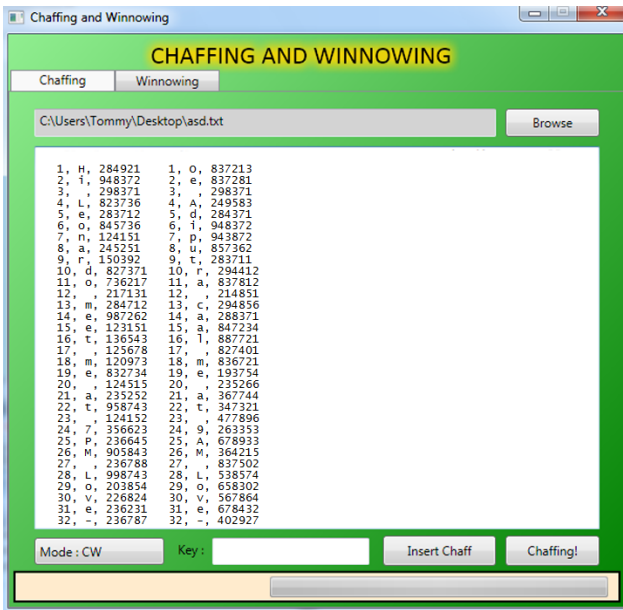 Chaffing and Winnowing
CHAFFING AND WINNOWING
Chaffing Winnowing
C:\Users\Tommy\Desktop\asd.txt Browse
1, H, 284921 1, O, 837213
2, i, 948372 2, e, 837281
3, , 298371 3, , 298371
4, L, 823736 4, A, 249583
5, e, 283712 5, d, 284371
6, o, 845736 6, i, 948372
7, n, 124151 7, p, 943872
8, a, 245251 8, u, 857362
9, r, 150392 9, t, 283711
10, d, 827371 10, r, 294412
11, o, 736217 11, a, 837812
12, , 217131 12, , 214851
13, m, 284712 13, c, 294856
14, e, 987262 14, a, 288371
15, e, 123151 15, a, 847234
16, t, 136543 16, l, 887721
17, , 125678 17, , 827401
18, m, 120973 18, m, 836721
19, e, 832734 19, e, 193754
20, , 124515 20, , 235266
21, a, 235252 21, a, 367744
22, t, 958743 22, t, 347321
23, , 124152 23, , 477896
24, 7, 356623 24, 9, 263353
25, P, 236645 25, A, 678933
26, M, 905843 26, M, 364215
27, , 236788 27, , 837502
28, L, 998743 28, L, 538574
29, o, 203854 29, o, 658302
30, v, 226824 30, v, 567864
31, e, 236231 31, e, 678432
32, -, 236787 32, -, 402927
Mode : CW Key : Insert Chaff Chaffing!